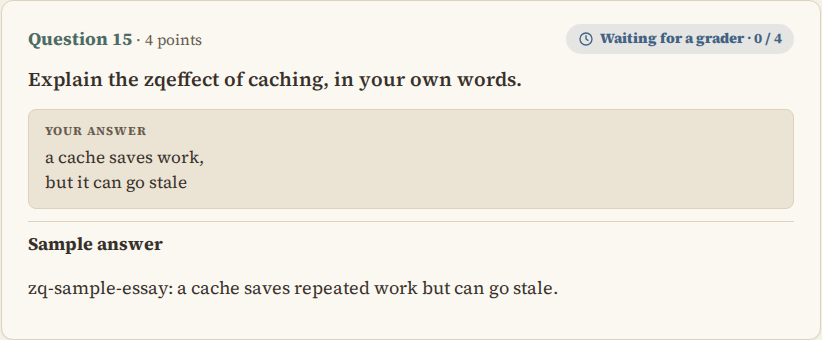 Question 15 · 4 points
Waiting for a grader · 0 / 4
Explain the zqeffect of caching, in your own words.
YOUR ANSWER
a cache saves work,
but it can go stale
Sample answer
zq-sample-essay: a cache saves repeated work but can go stale.